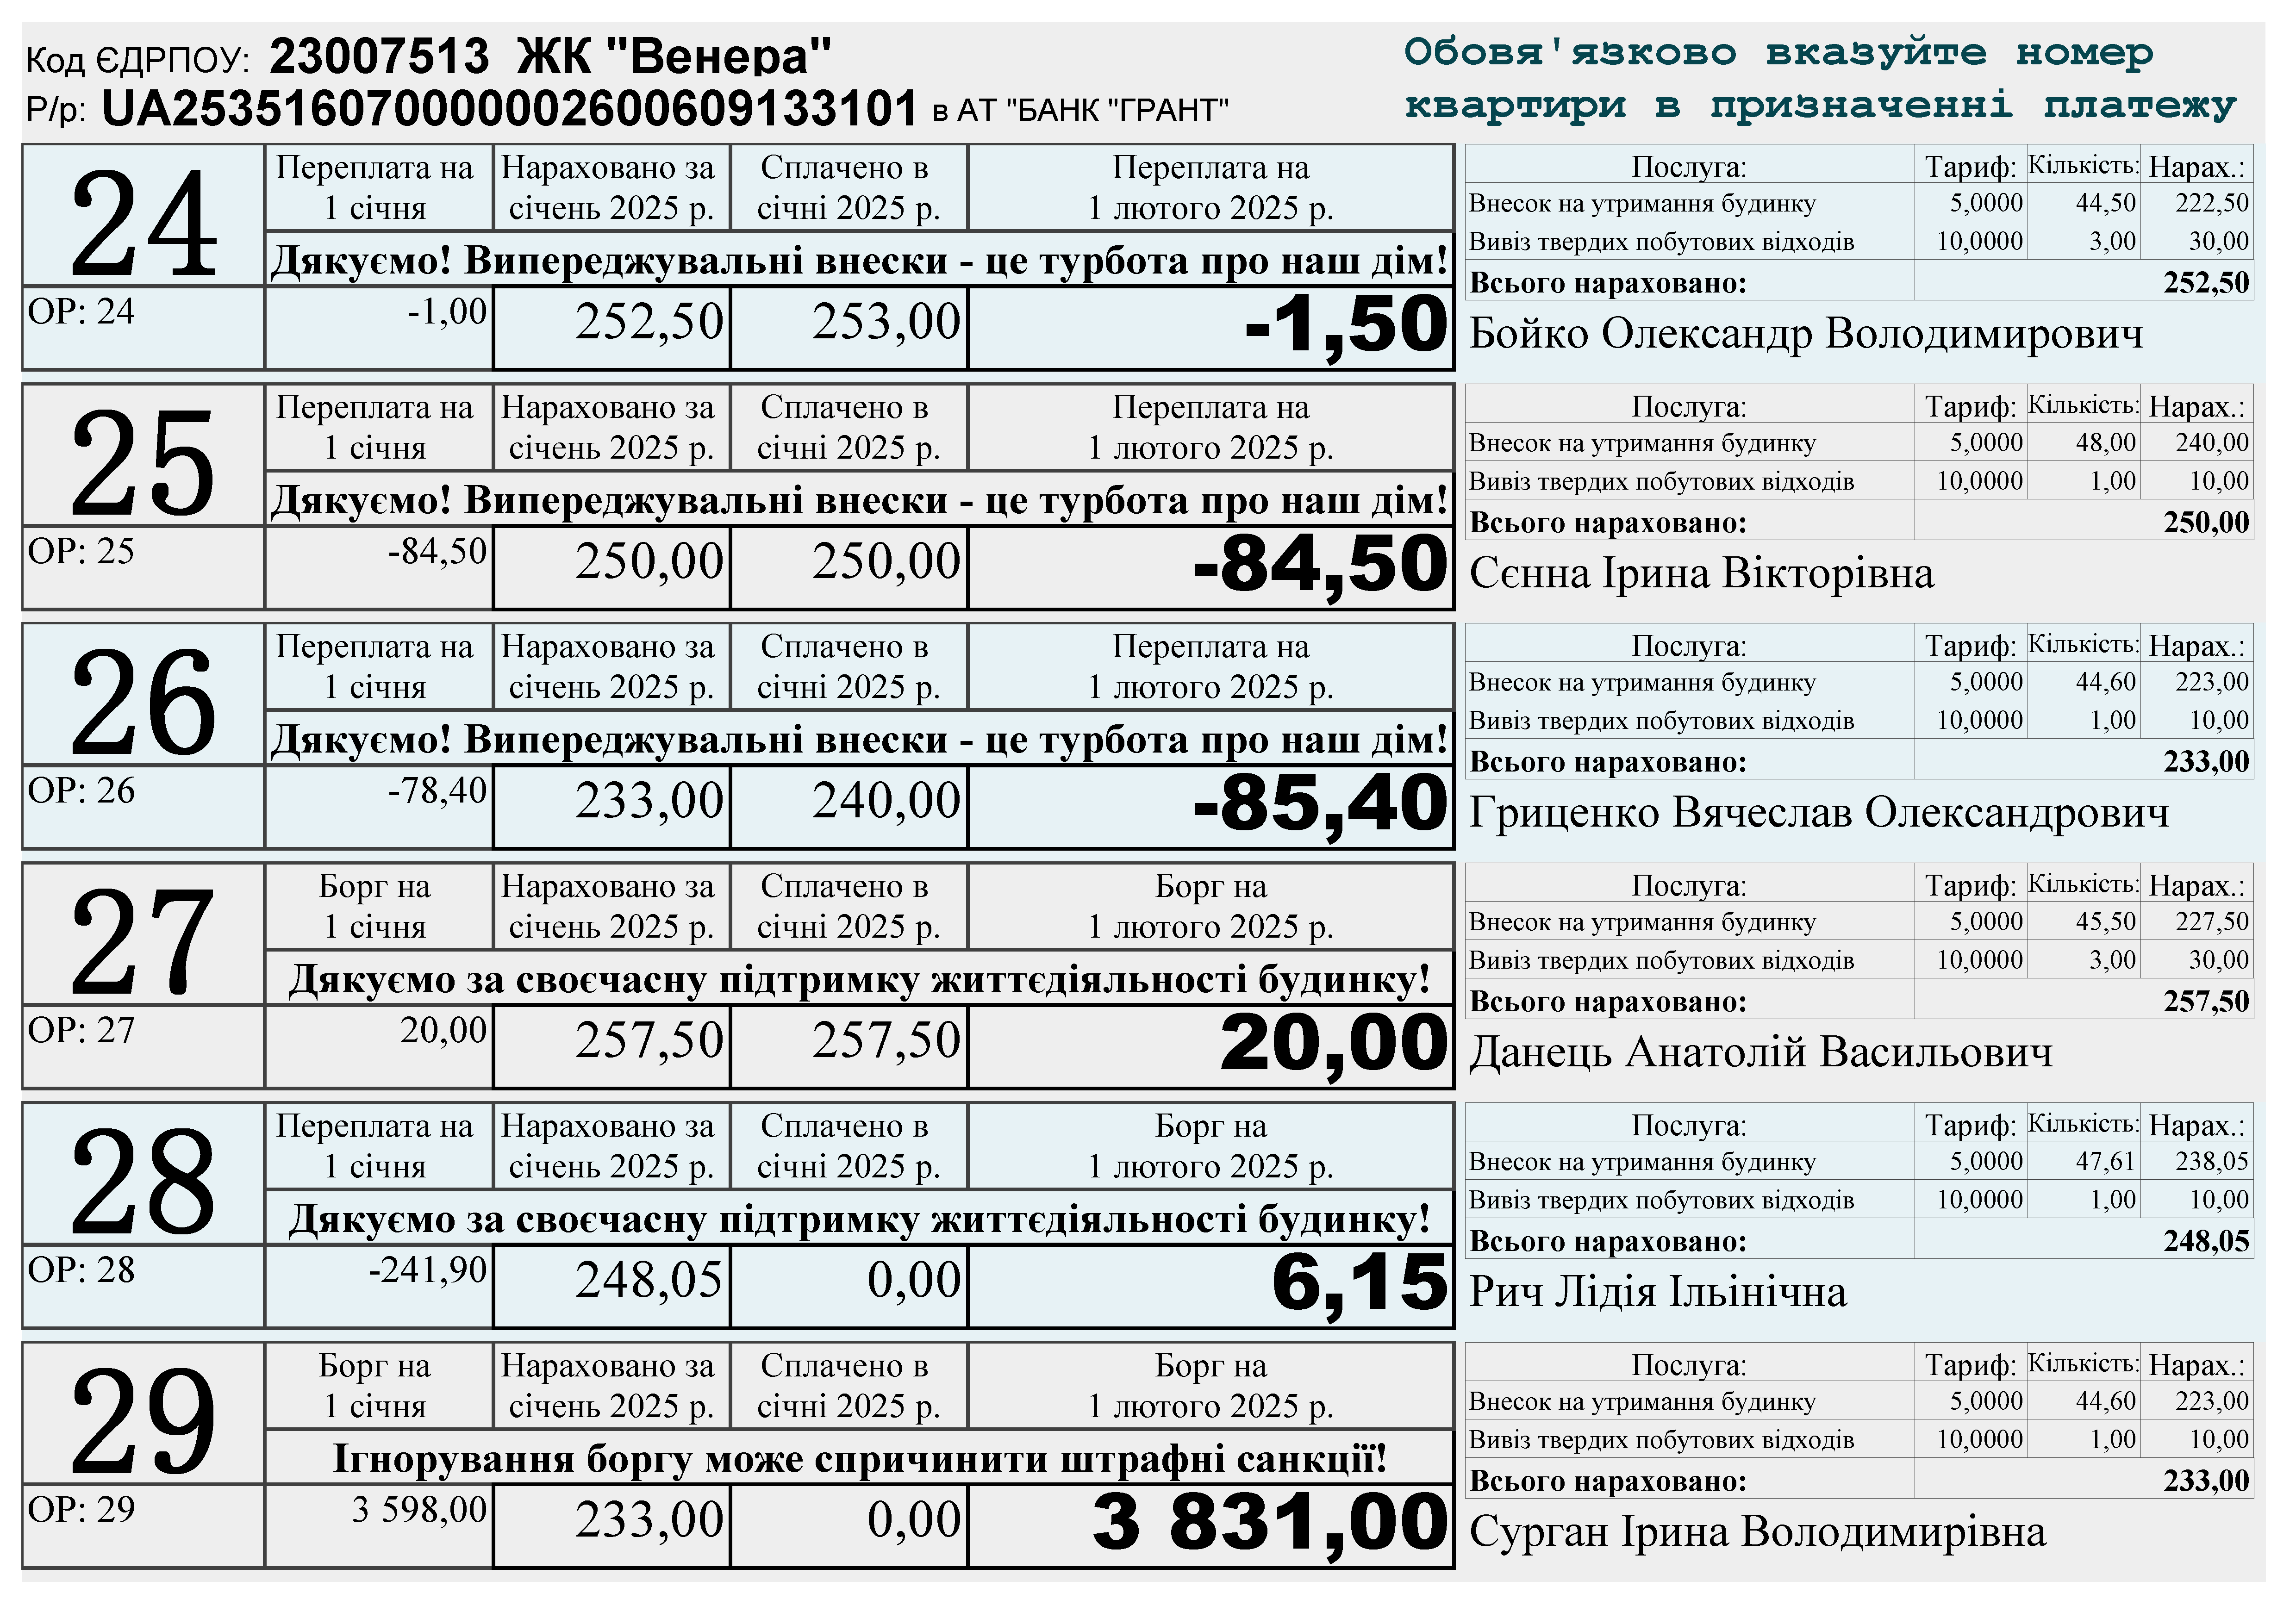 Код ЄДРПОУ: 23007513 ЖК "Венера"
Р/р: UA253516070000002600609133101 в АТ "БАНК "ГРАНТ"
Обовя'язково вказуйте номер
квартири в призначенні платежу
24
Переплата на
1 січня
Нараховано за
січень 2025 р.
Сплачено в
січні 2025 р.
Переплата на
1 лютого 2025 р.
Дякуємо! Випереджувальні внески - це турбота про наш дім!
ОР: 24 -1,00 252,50 253,00 -1,50
Послуга: Тариф: Кількість: Нарах.:
Внесок на утримання будинку 5,0000 44,50 222,50
Вивіз твердих побутових відходів 10,0000 3,00 30,00
Всього нараховано: 252,50
Бойко Олександр Володимирович
25
Переплата на
1 січня
Нараховано за
січень 2025 р.
Сплачено в
січні 2025 р.
Переплата на
1 лютого 2025 р.
Дякуємо! Випереджувальні внески - це турбота про наш дім!
ОР: 25 -84,50 250,00 250,00 -84,50
Послуга: Тариф: Кількість: Нарах.:
Внесок на утримання будинку 5,0000 48,00 240,00
Вивіз твердих побутових відходів 10,0000 1,00 10,00
Всього нараховано: 250,00
Сєнна Ірина Вікторівна
26
Переплата на
1 січня
Нараховано за
січень 2025 р.
Сплачено в
січні 2025 р.
Переплата на
1 лютого 2025 р.
Дякуємо! Випереджувальні внески - це турбота про наш дім!
ОР: 26 -78,40 233,00 240,00 -85,40
Послуга: Тариф: Кількість: Нарах.:
Внесок на утримання будинку 5,0000 44,60 223,00
Вивіз твердих побутових відходів 10,0000 1,00 10,00
Всього нараховано: 233,00
Гриценко Вячеслав Олександрович
27
Борг на
1 січня
Нараховано за
січень 2025 р.
Сплачено в
січні 2025 р.
Борг на
1 лютого 2025 р.
Дякуємо за своєчасну підтримку життєдіяльності будинку!
ОР: 27 20,00 257,50 257,50 20,00
Послуга: Тариф: Кількість: Нарах.:
Внесок на утримання будинку 5,0000 45,50 227,50
Вивіз твердих побутових відходів 10,0000 3,00 30,00
Всього нараховано: 257,50
Данець Анатолій Васильович
28
Переплата на
1 січня
Нараховано за
січень 2025 р.
Сплачено в
січні 2025 р.
Борг на
1 лютого 2025 р.
Дякуємо за своєчасну підтримку життєдіяльності будинку!
ОР: 28 -241,90 248,05 0,00 6,15
Послуга: Тариф: Кількість: Нарах.:
Внесок на утримання будинку 5,0000 47,61 238,05
Вивіз твердих побутових відходів 10,0000 1,00 10,00
Всього нараховано: 248,05
Рич Лідія Ільінічна
29
Борг на
1 січня
Нараховано за
січень 2025 р.
Сплачено в
січні 2025 р.
Борг на
1 лютого 2025 р.
Ігнорування боргу може спричинити штрафні санкції!
ОР: 29 3 598,00 233,00 0,00 3 831,00
Послуга: Тариф: Кількість: Нарах.:
Внесок на утримання будинку 5,0000 44,60 223,00
Вивіз твердих побутових відходів 10,0000 1,00 10,00
Всього нараховано: 233,00
Сурган Ірина Володимирівна